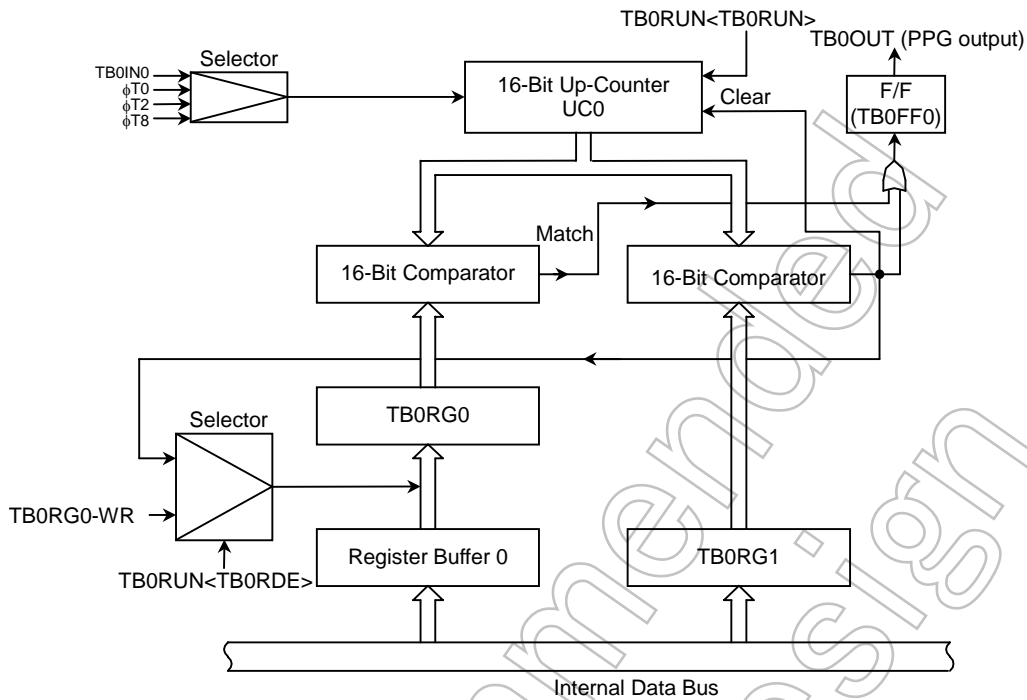 TB0RUN<TB0RUN>
TB0OUT (PPG output)
Selector
TB0IN0
ϕT0
ϕT2
ϕT8
16-Bit Up-Counter
UC0
Clear
F/F
(TB0FF0)
Match
16-Bit Comparator
16-Bit Comparator
TB0RG0
Selector
TB0RG0-WR
TB0RUN<TB0RDE>
Register Buffer 0
TB0RG1
Internal Data Bus